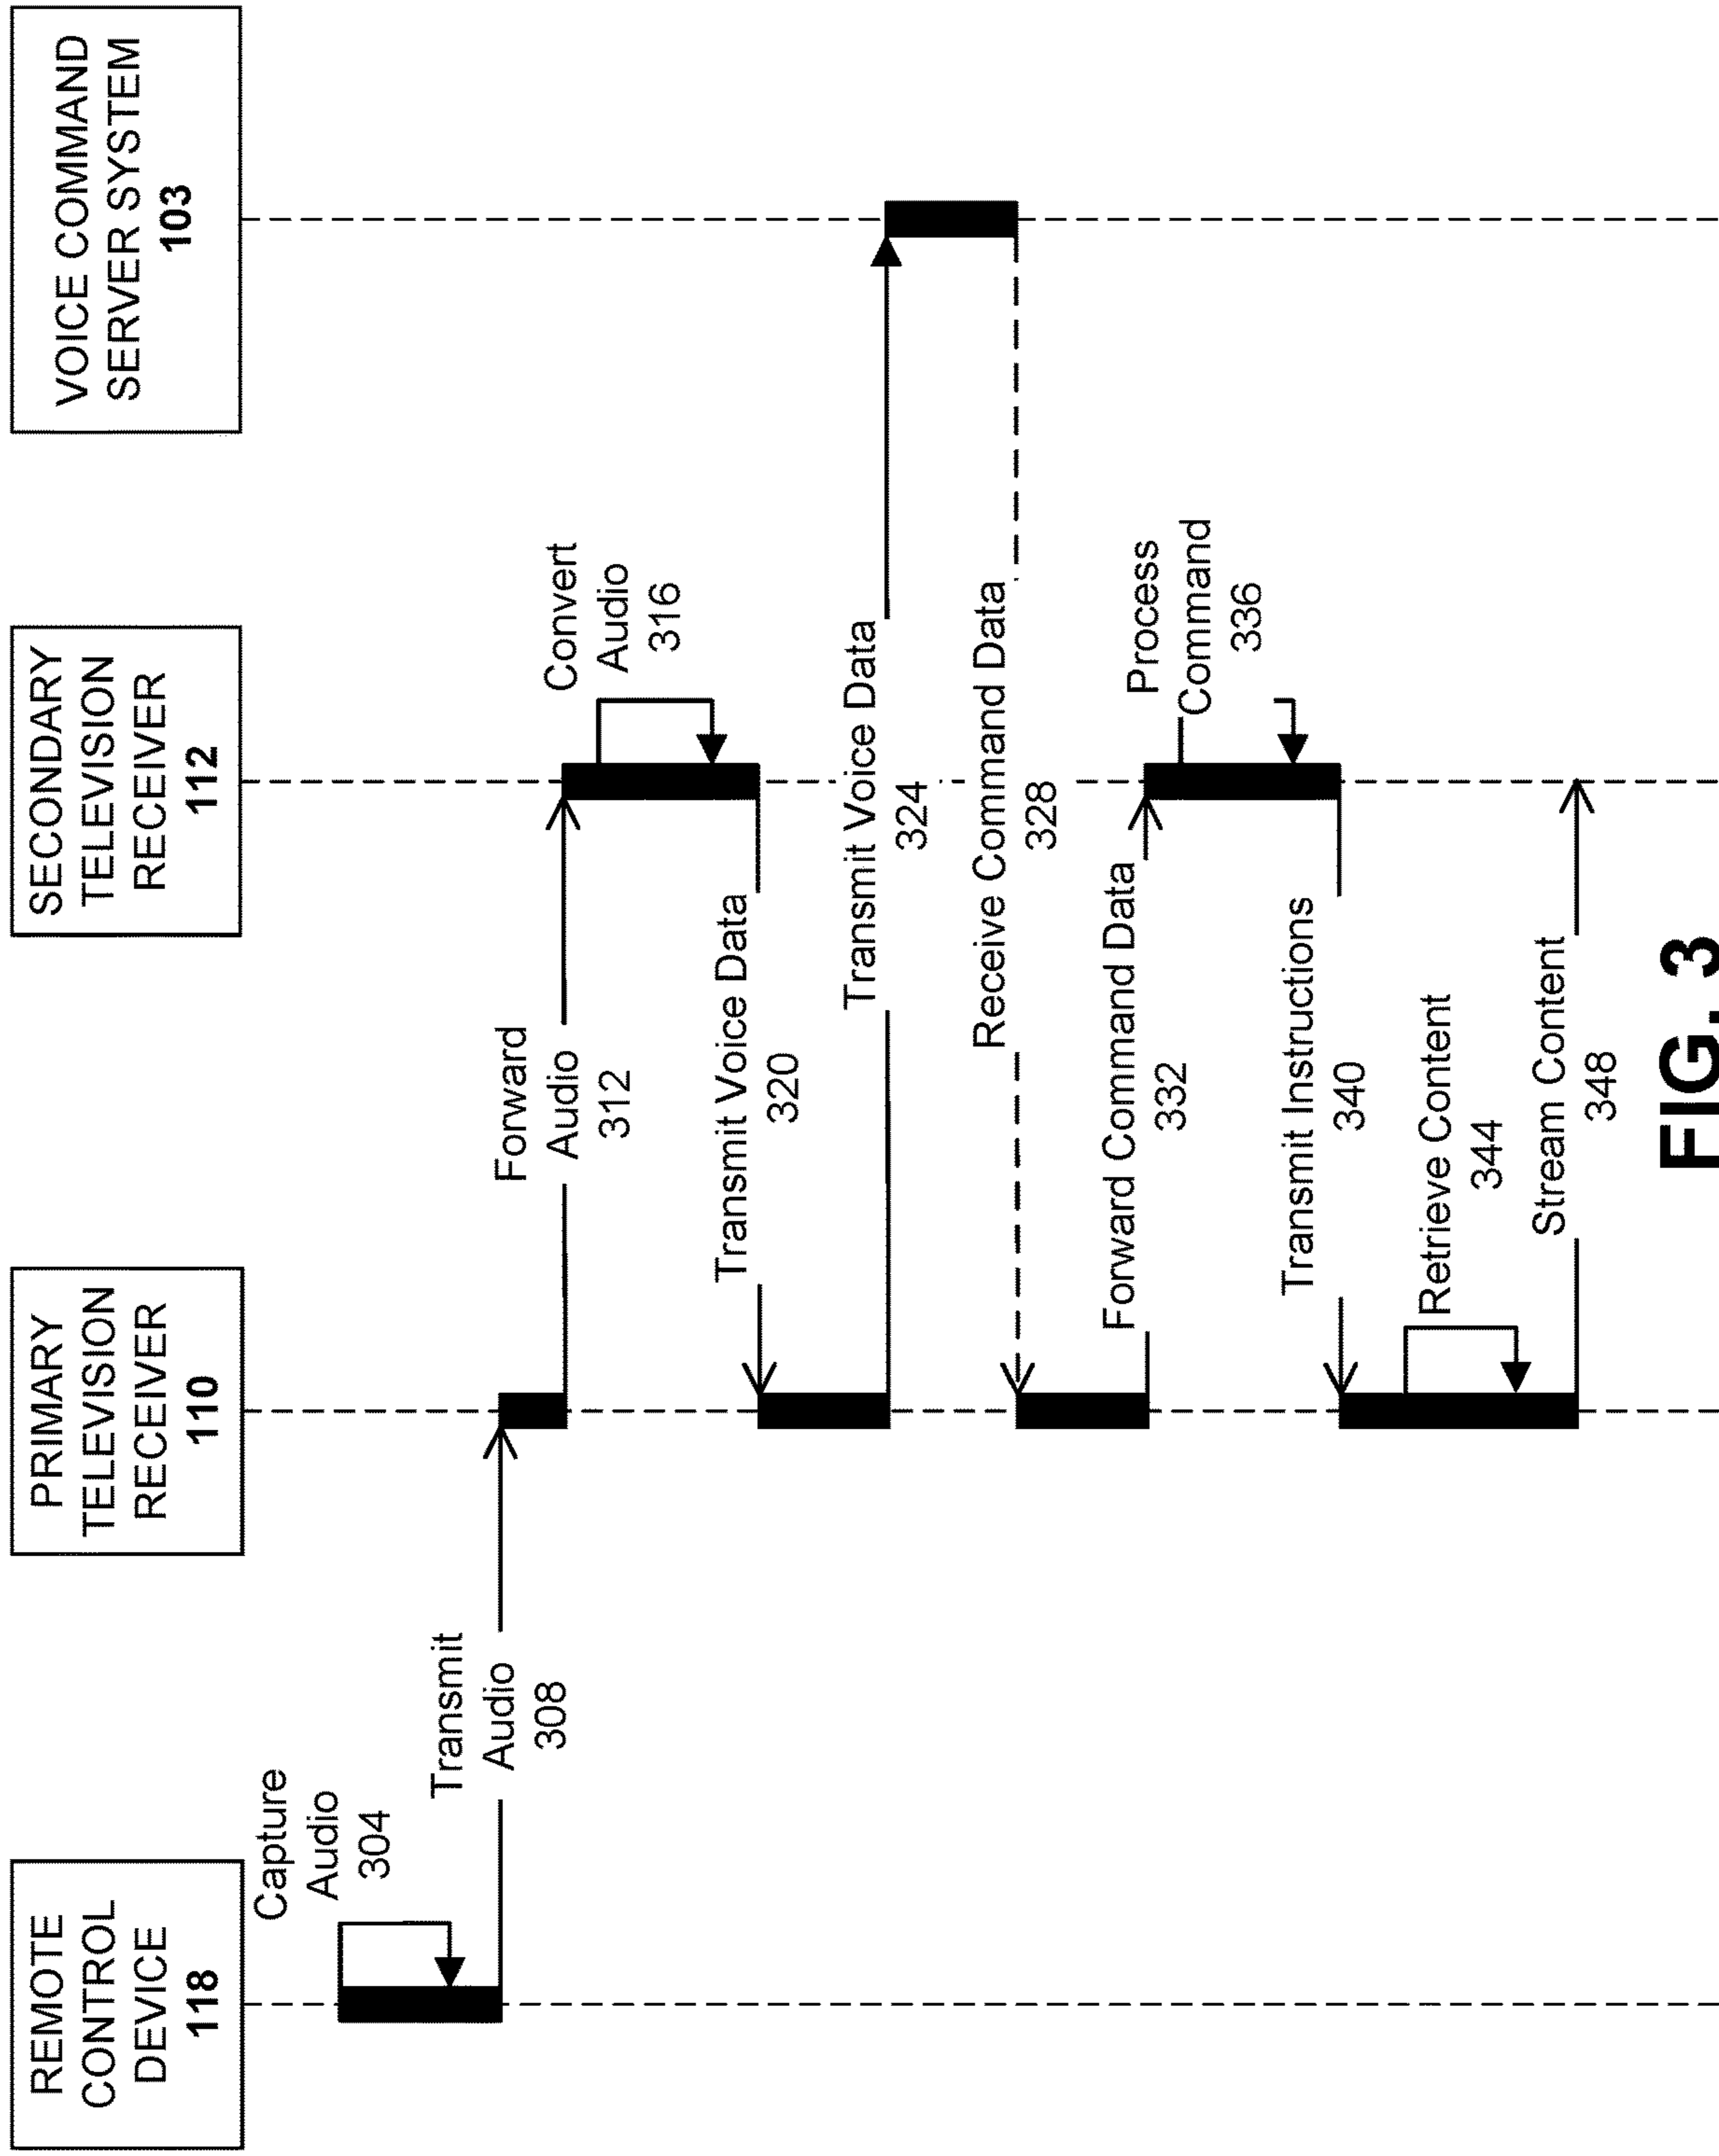 REMOTE
CONTROL
DEVICE
118
PRIMARY
TELEVISION
RECEIVER
110
SECONDARY
TELEVISION
RECEIVER
112
VOICE COMMAND
SERVER SYSTEM
103
Capture
Audio
304
Transmit
Audio
308
Forward
Audio
312
Convert
Audio
316
Transmit Voice Data
320
Transmit Voice Data
324
Receive Command Data
328
Forward Command Data
332
Process
Command
336
Transmit Instructions
340
Retrieve Content
344
Stream Content
348
FIG. 3